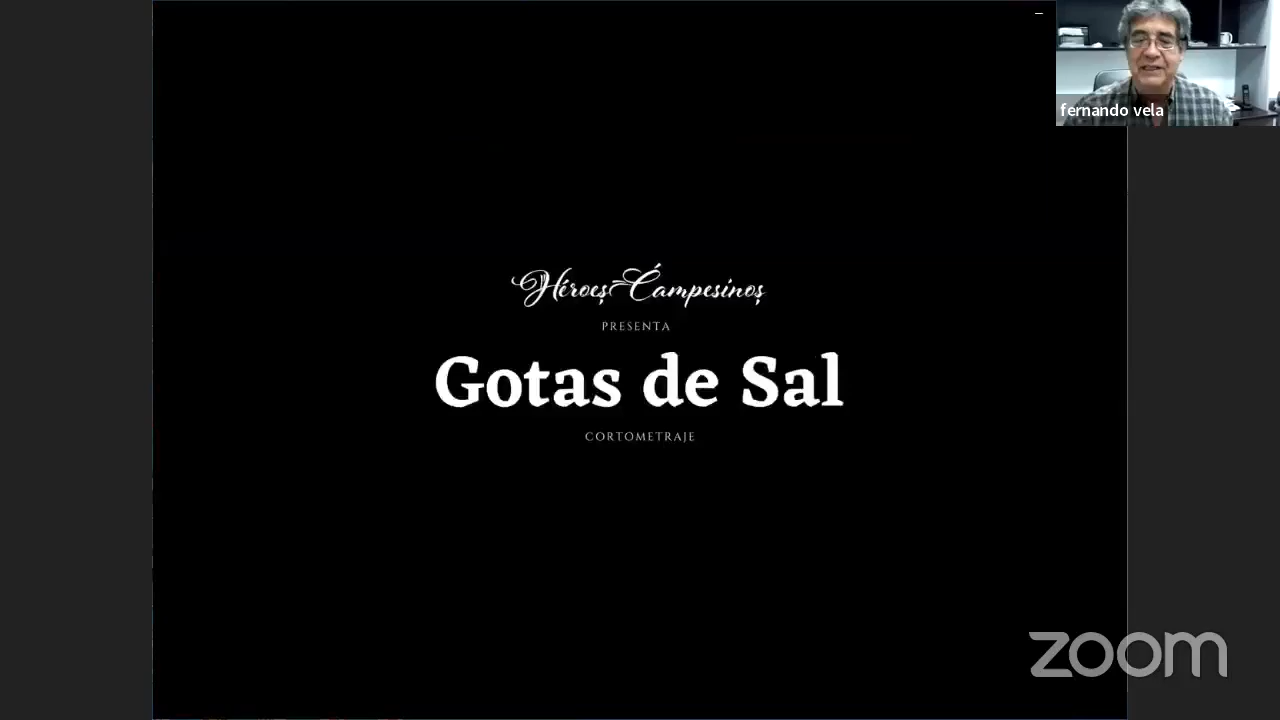 fernando vela
Héroes Campesinos
PRESENTA
Gotas de Sal
CORTOMETRAJE
zoom